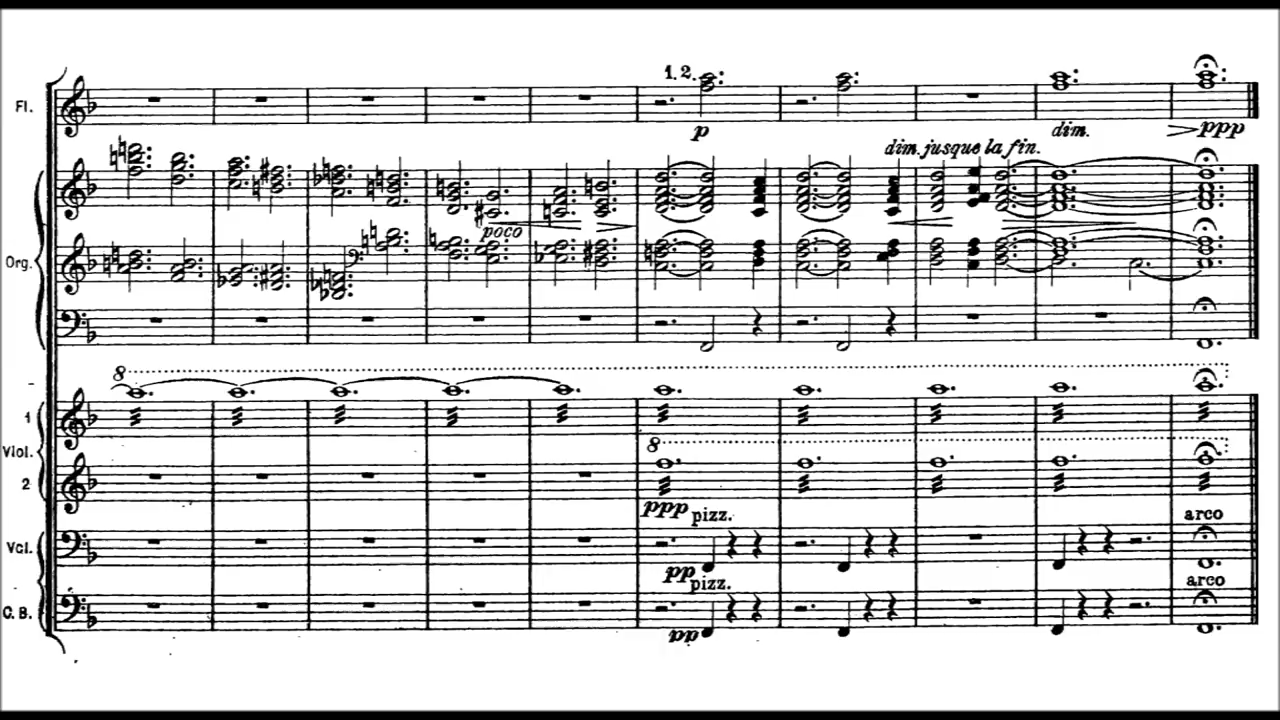 1. 2.
Fl.
p
dim.
ppp
dim. jusque la fin.
poco
Org.
8
1
Viol.
8
2
ppp
pizz.
arco
Vcl.
pp
pizz.
arco
C. B.
pp